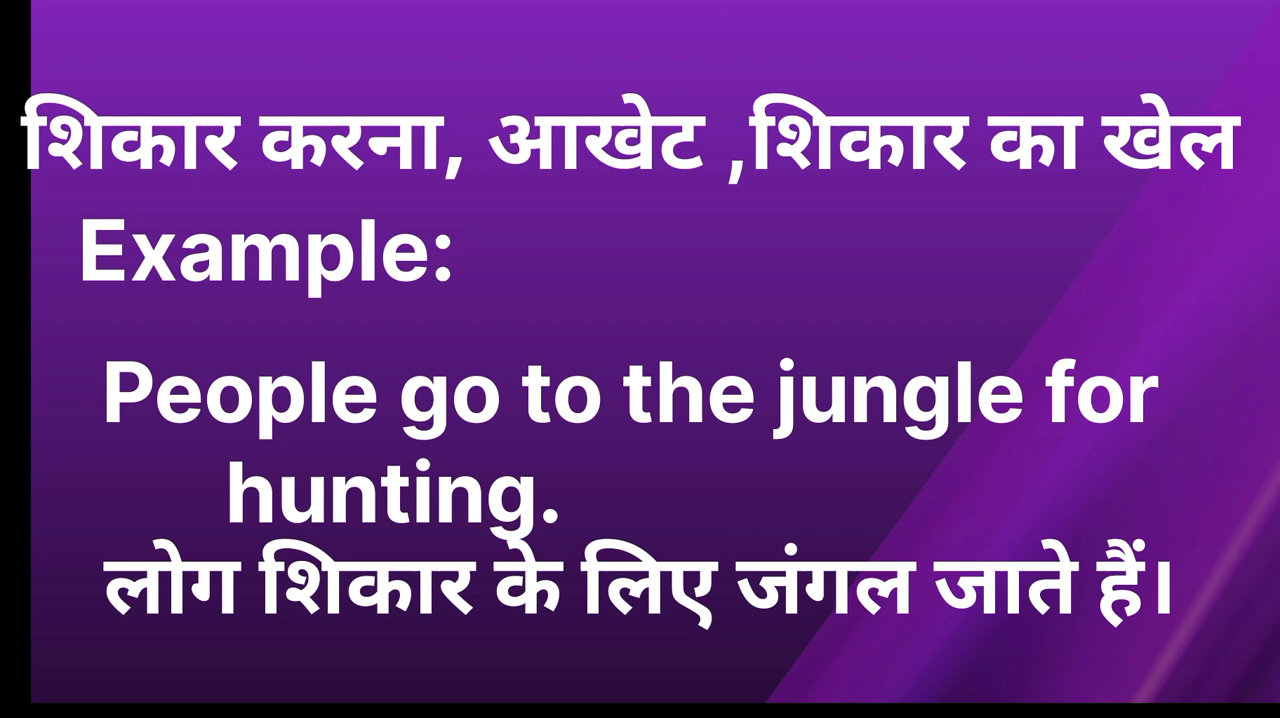 शिकार करना, आखेट ,शिकार का खेल
Example:
People go to the jungle for
hunting.
लोग शिकार के लिए जंगल जाते हैं।